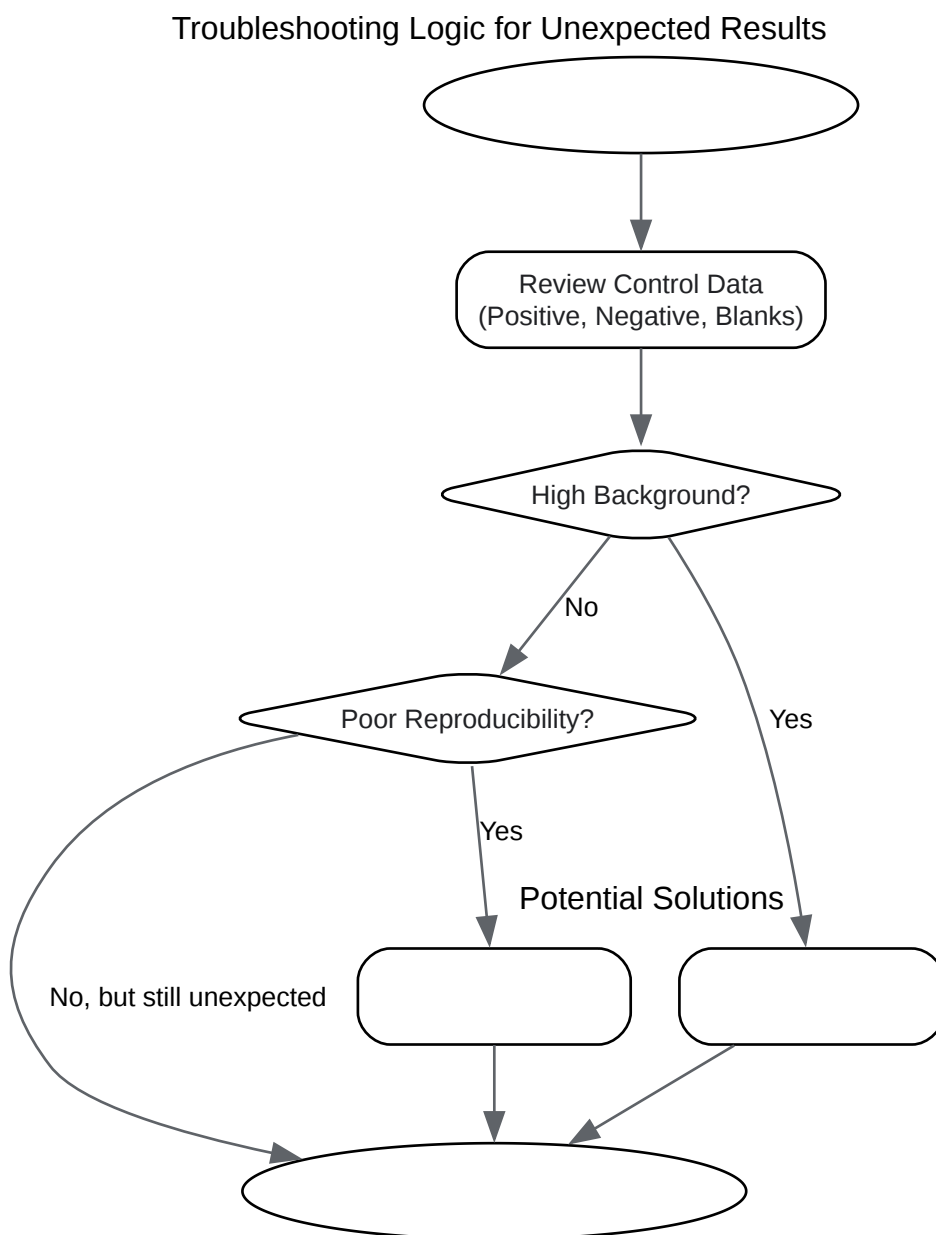 Troubleshooting Logic for Unexpected Results
Review Control Data
(Positive, Negative, Blanks)
High Background?
No
Poor Reproducibility?
Yes
Yes
Potential Solutions
No, but still unexpected